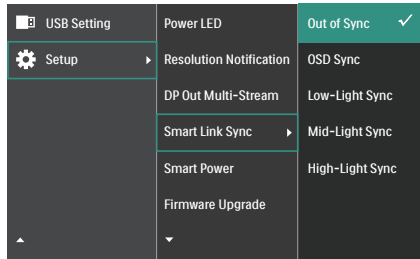 USB Setting
Setup
Power LED
Resolution Notification
DP Out Multi-Stream
Smart Link Sync
Smart Power
Firmware Upgrade
Out of Sync
OSD Sync
Low-Light Sync
Mid-Light Sync
High-Light Sync